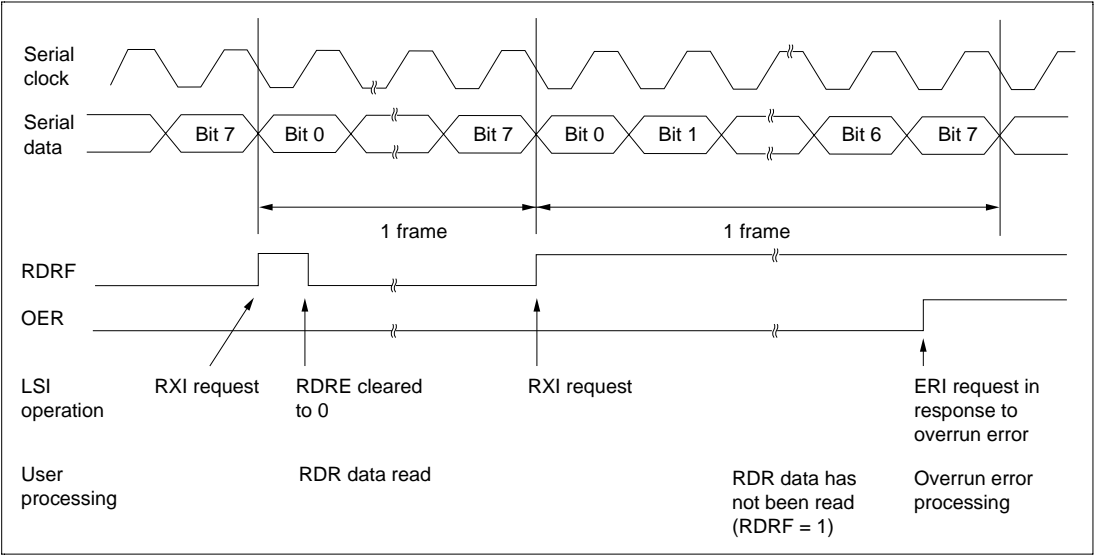 Serial
clock
Serial
data
Bit 7
Bit 0
Bit 7
Bit 0
Bit 1
Bit 6
Bit 7
1 frame
1 frame
RDRF
OER
LSI
operation
RXI request
RDRE cleared
to 0
RXI request
ERI request in
response to
overrun error
User
processing
RDR data read
RDR data has
not been read
(RDRF = 1)
Overrun error
processing